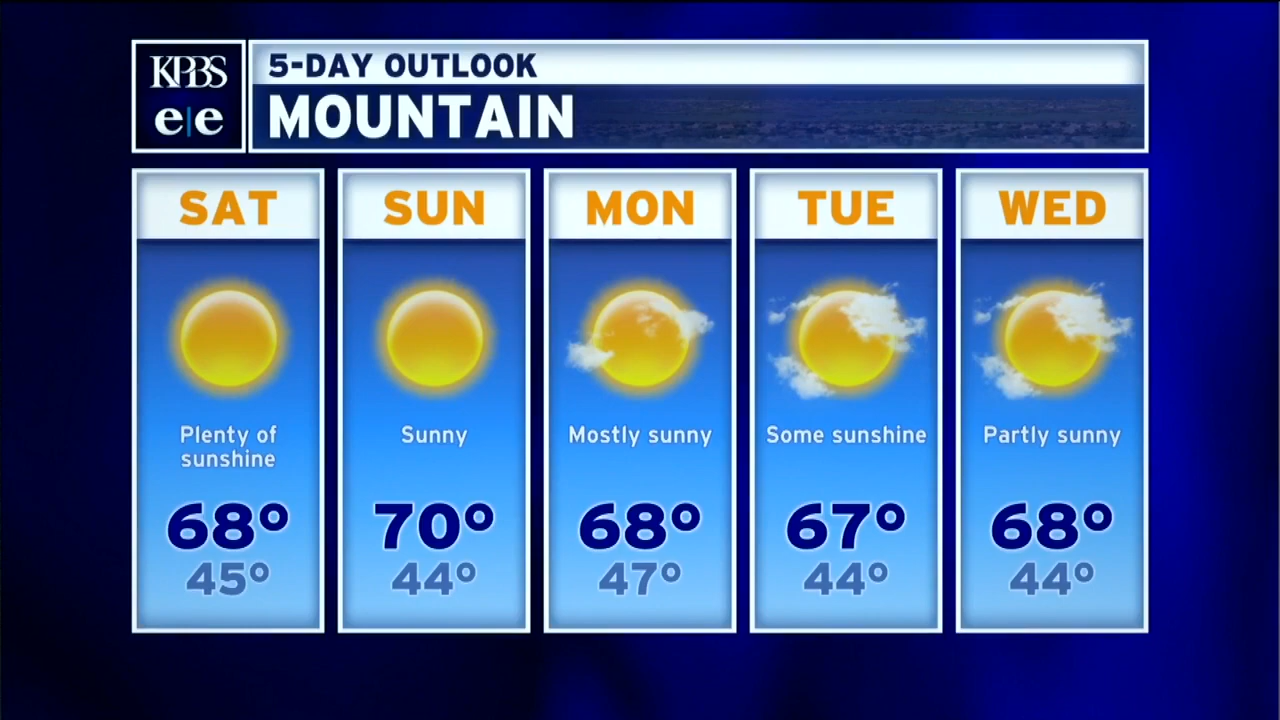 KPBS
e|e
5-DAY OUTLOOK
MOUNTAIN
SAT
Plenty of
sunshine
68°
45°
SUN
Sunny
70°
44°
MON
Mostly sunny
68°
47°
TUE
Some sunshine
67°
44°
WED
Partly sunny
68°
44°